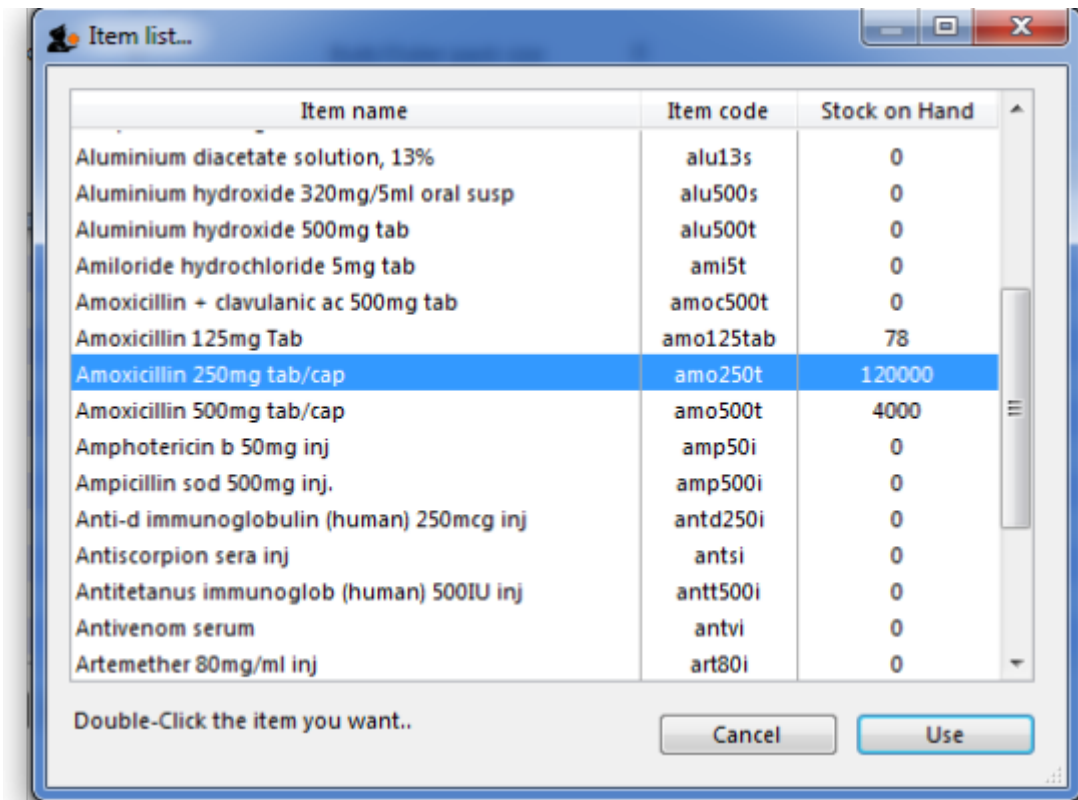 Item list...
Item name Item code Stock on Hand
Aluminium diacetate solution, 13% alu13s 0
Aluminium hydroxide 320mg/5ml oral susp alu500s 0
Aluminium hydroxide 500mg tab alu500t 0
Amiloride hydrochloride 5mg tab ami5t 0
Amoxicillin + clavulanic ac 500mg tab amoc500t 0
Amoxicillin 125mg Tab amo125tab 78
Amoxicillin 250mg tab/cap amo250t 120000
Amoxicillin 500mg tab/cap amo500t 4000
Amphotericin b 50mg inj amp50i 0
Ampicillin sod 500mg inj. amp500i 0
Anti-d immunoglobulin (human) 250mcg inj antd250i 0
Antiscorpion sera inj antsi 0
Antitetanus immunoglob (human) 500IU inj antt500i 0
Antivenom serum antvi 0
Artemether 80mg/ml inj art80i 0
Double-Click the item you want..
Cancel Use